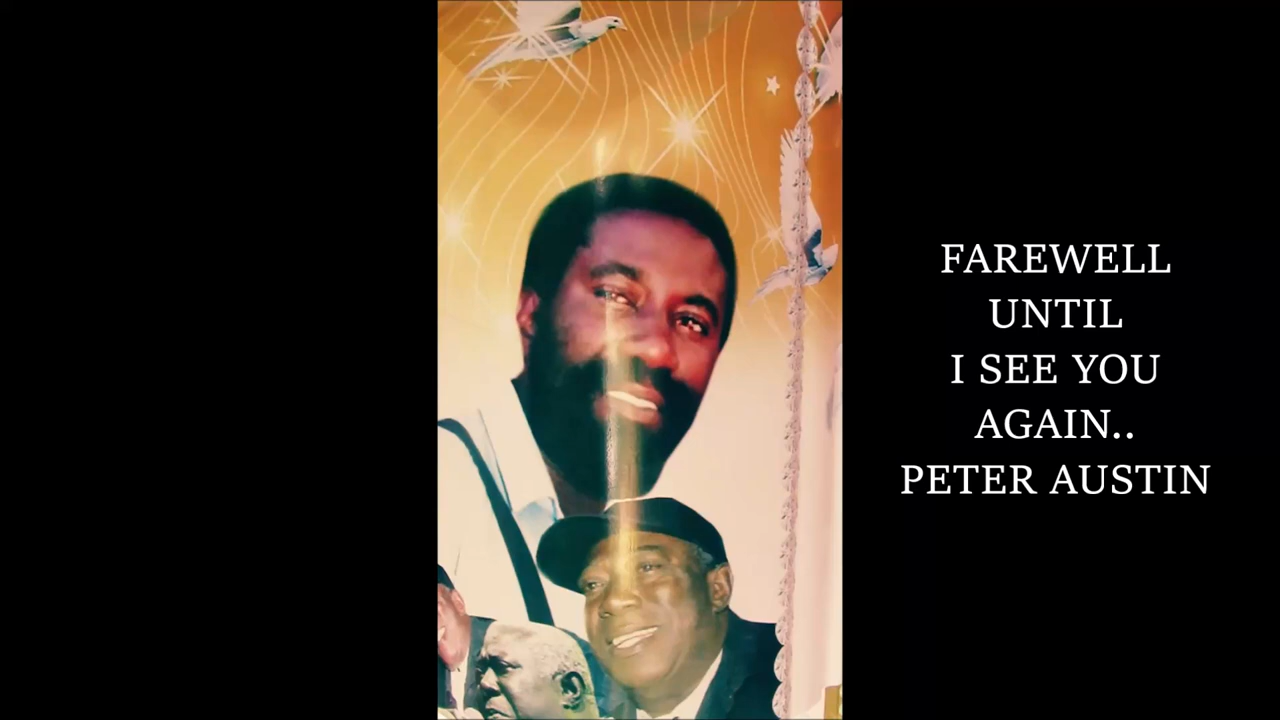 FAREWELL
UNTIL
I SEE YOU
AGAIN..
PETER AUSTIN